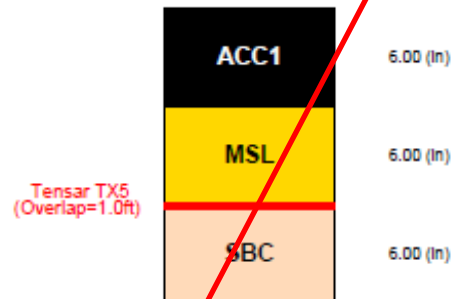 ACC1 6.00 (in)
MSL 6.00 (in)
Tensar TX5
(Overlap=1.0ft)
SBC 6.00 (in)